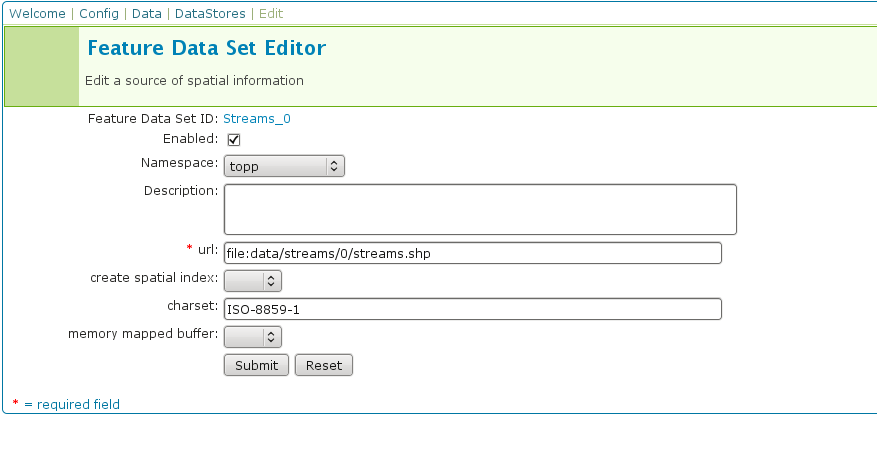 Welcome | Config | Data | DataStores | Edit
Feature Data Set Editor
Edit a source of spatial information
Feature Data Set ID: Streams_0
Enabled:
Namespace: topp
Description:
* url: file:data/streams/0/streams.shp
create spatial index:
charset: ISO-8859-1
memory mapped buffer:
Submit Reset
* = required field